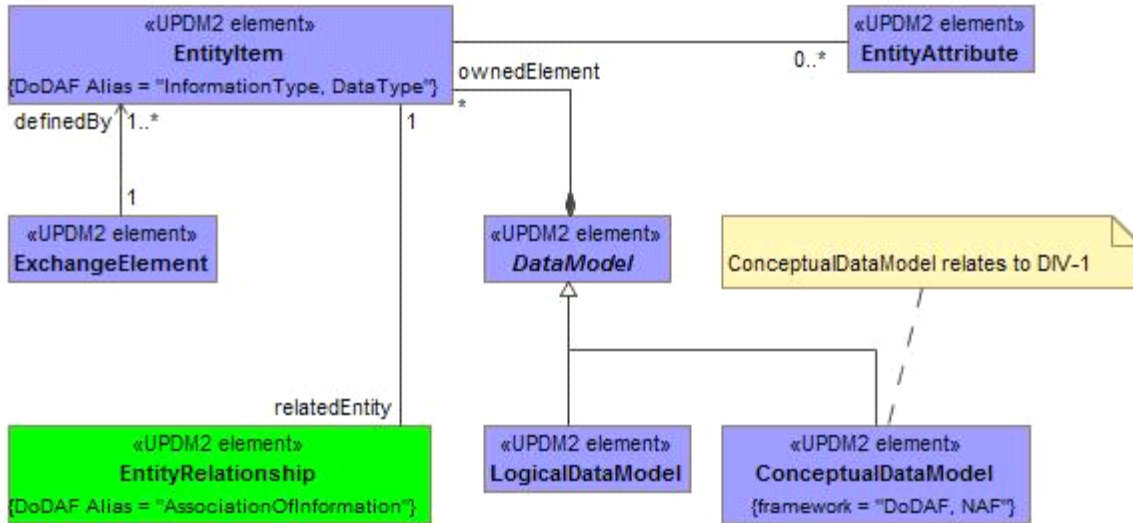 «UPDM2 element»
EntityItem
{DoDAF Alias = "InformationType, DataType"}
«UPDM2 element»
EntityAttribute
0..*
ownedElement
*
definedBy
1..*
1
1
«UPDM2 element»
ExchangeElement
«UPDM2 element»
DataModel
ConceptualDataModel relates to DIV-1
relatedEntity
«UPDM2 element»
EntityRelationship
{DoDAF Alias = "AssociationOfInformation"}
«UPDM2 element»
LogicalDataModel
«UPDM2 element»
ConceptualDataModel
{framework = "DoDAF, NAF"}